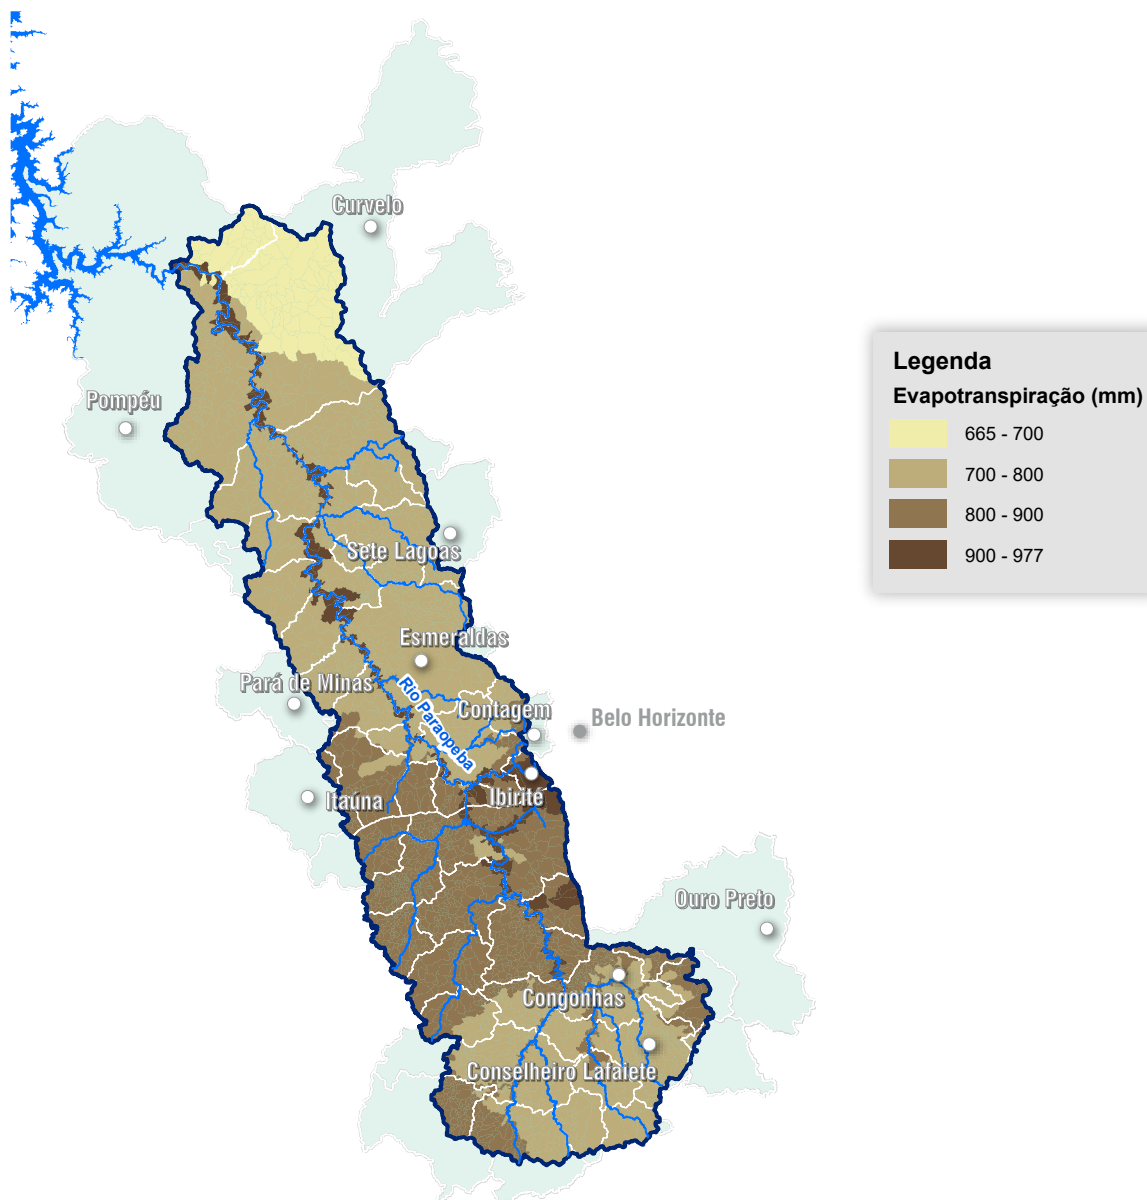 Curvelo
Legenda
Evapotranspiração (mm)
Pompéu
665 - 700
700 - 800
800 - 900
900 - 977
Sete Lagoas
Esmeraldas
Pará de Minas
Rio Paraopeba
Contagem
Belo Horizonte
Itaúna
Ibirité
Ouro Preto
Congonhas
Conselheiro Lafaiete